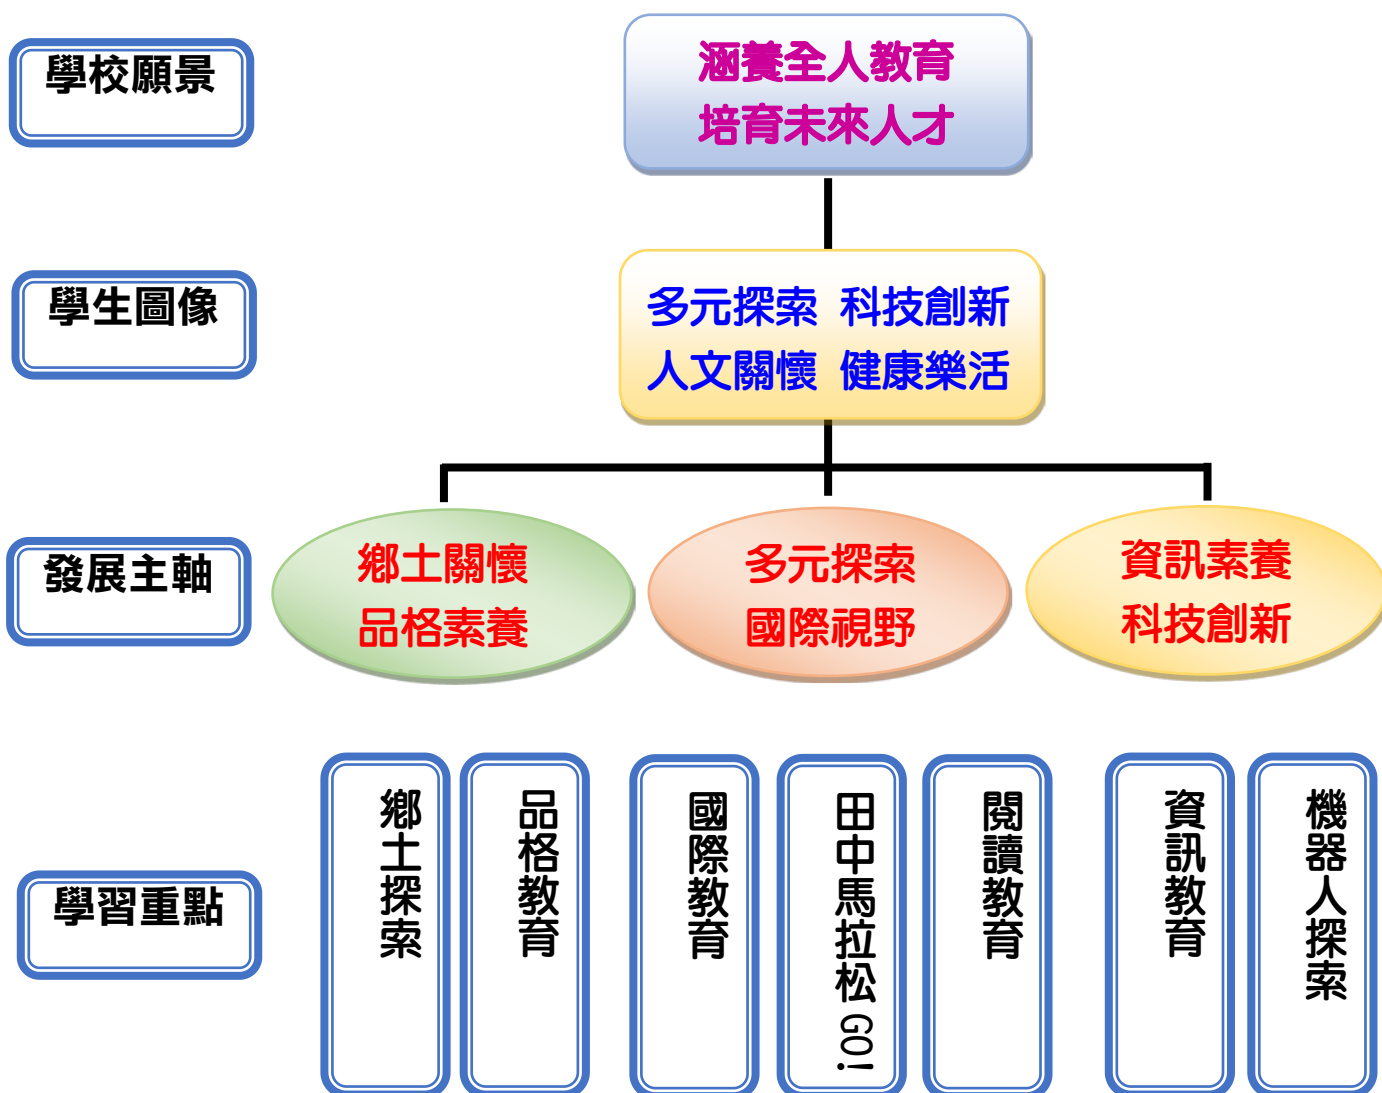 學校願景
涵養全人教育
培育未來人才
學生圖像
多元探索 科技創新
人文關懷 健康樂活
發展主軸
鄉土關懷
品格素養
多元探索
國際視野
資訊素養
科技創新
學習重點
鄉土探索
品格教育
國際教育
田中馬拉松 GO!
閱讀教育
資訊教育
機器人探索